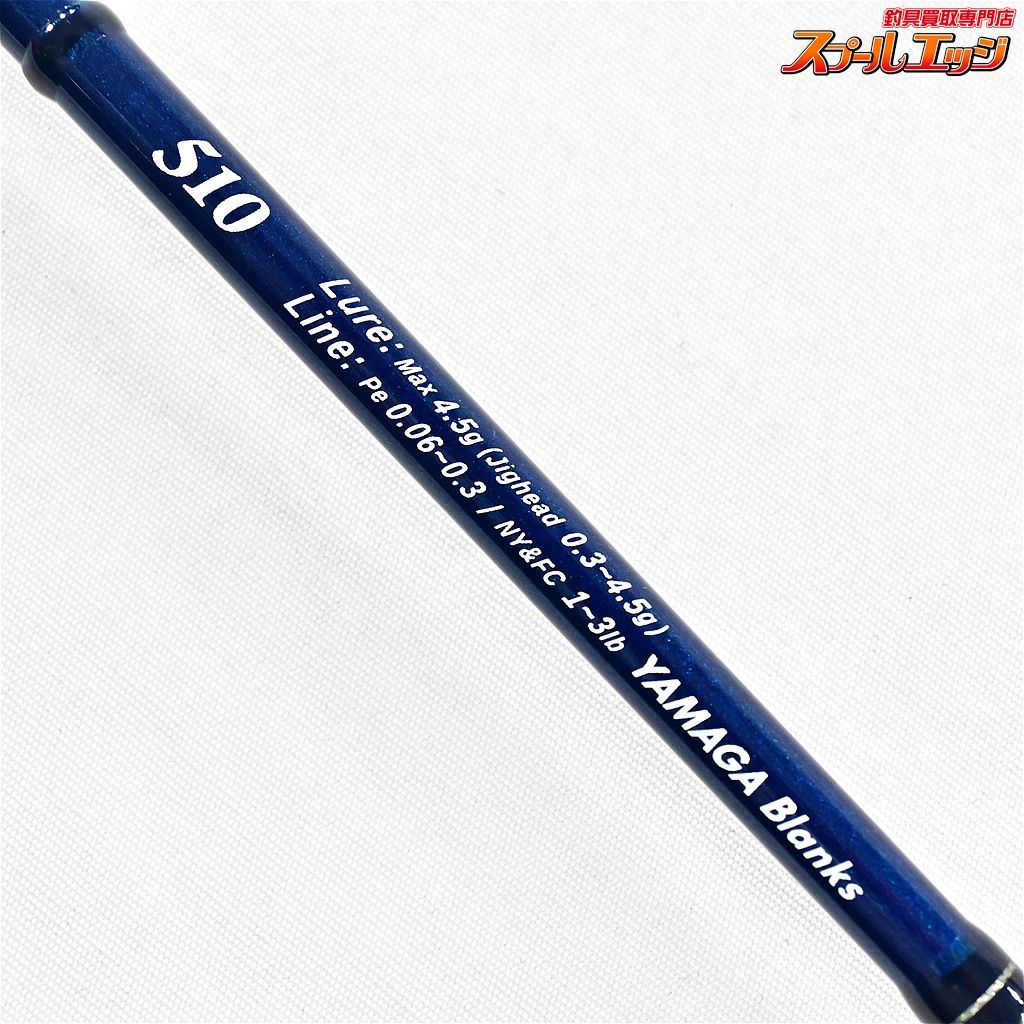 釣具買取専門店
スプールエッジ
510
Lure: Max 4.5g (Jighead 0.3~4.5g)
Line: Pe 0.06~0.3 / NY&FC 1~3lb
YAMAGA Blanks